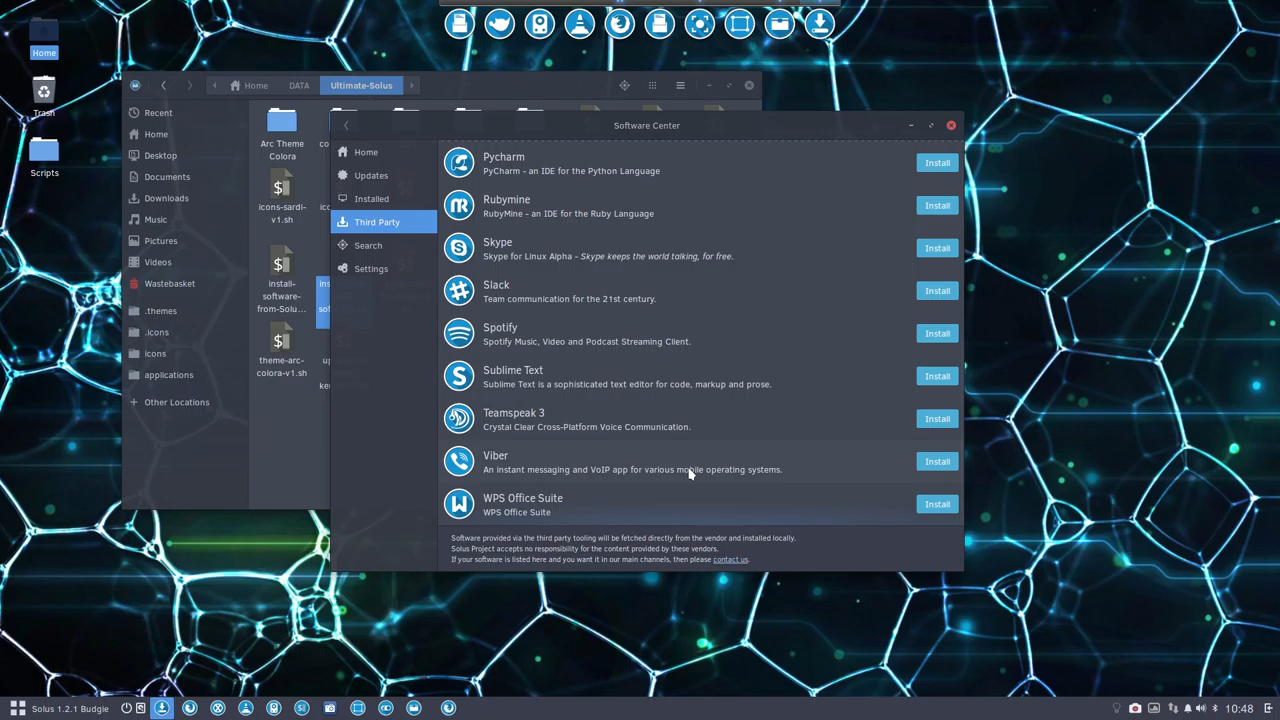 Home
Trash
Scripts
Home
DATA
Ultimate-Solus
Recent
Home
Desktop
Documents
Downloads
Music
Pictures
Videos
Wastebasket
.themes
.icons
icons
applications
Other Locations
Arc Theme
Colora
icons-sardi-
v1.sh
install-
software-
from-Solu...
theme-arc-
colora-v1.sh
Software Center
Home
Updates
Installed
Third Party
Search
Settings
Pycharm
PyCharm - an IDE for the Python Language
Install
Rubymine
RubyMine - an IDE for the Ruby Language
Install
Skype
Skype for Linux Alpha - Skype keeps the world talking, for free.
Install
Slack
Team communication for the 21st century.
Install
Spotify
Spotify Music, Video and Podcast Streaming Client.
Install
Sublime Text
Sublime Text is a sophisticated text editor for code, markup and prose.
Install
Teamspeak 3
Crystal Clear Cross-Platform Voice Communication.
Install
Viber
An instant messaging and VoIP app for various mobile operating systems.
Install
WPS Office Suite
WPS Office Suite
Install
Software provided via the third party tooling will be fetched directly from the vendor and installed locally.
Solus Project accepts no responsibility for the content provided by these vendors.
If your software is listed here and you want it in our main channels, then please contact us.
Solus 1.2.1 Budgie
10:48